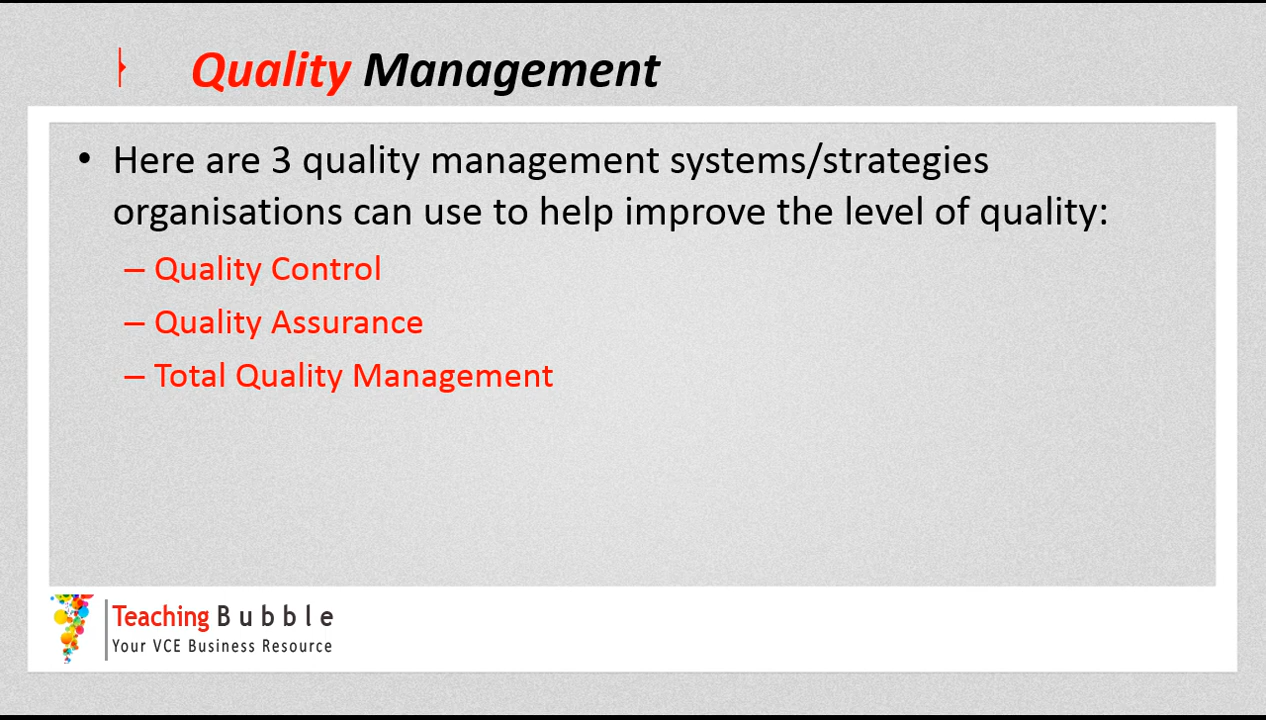 Quality Management
• Here are 3 quality management systems/strategies
organisations can use to help improve the level of quality:
– Quality Control
– Quality Assurance
– Total Quality Management
Teaching Bubble
Your VCE Business Resource